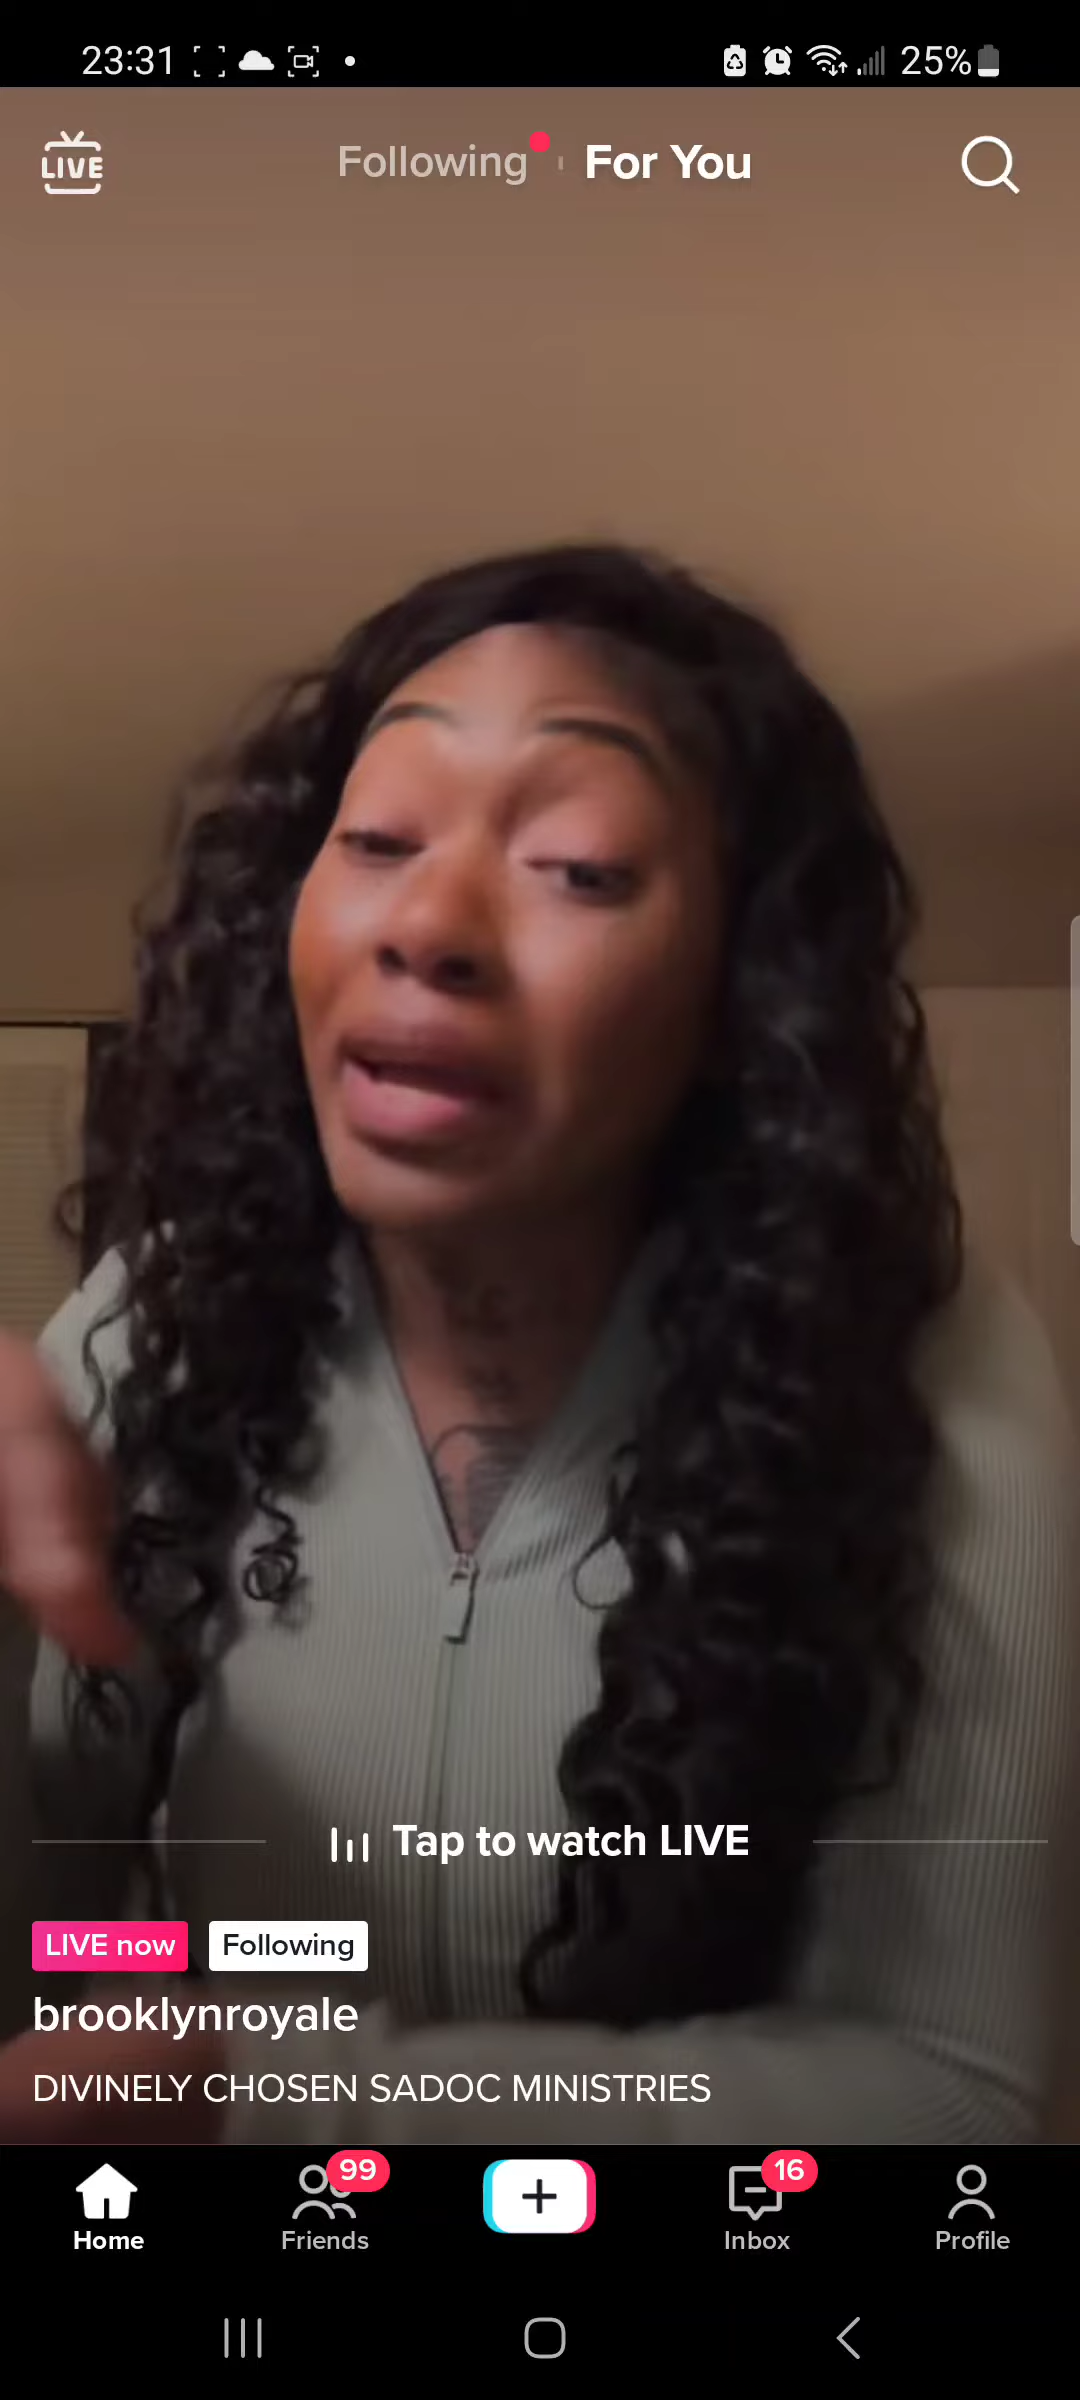 23:31 25%
LIVE Following For You
Tap to watch LIVE
LIVE now Following
brooklynroyale
DIVINELY CHOSEN SADOC MINISTRIES
99 16
Home Friends Inbox Profile